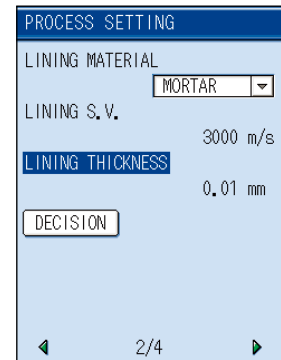 PROCESS SETTING
LINING MATERIAL
MORTAR
LINING S.V.
3000 m/s
LINING THICKNESS
0.01 mm
DECISION
2/4